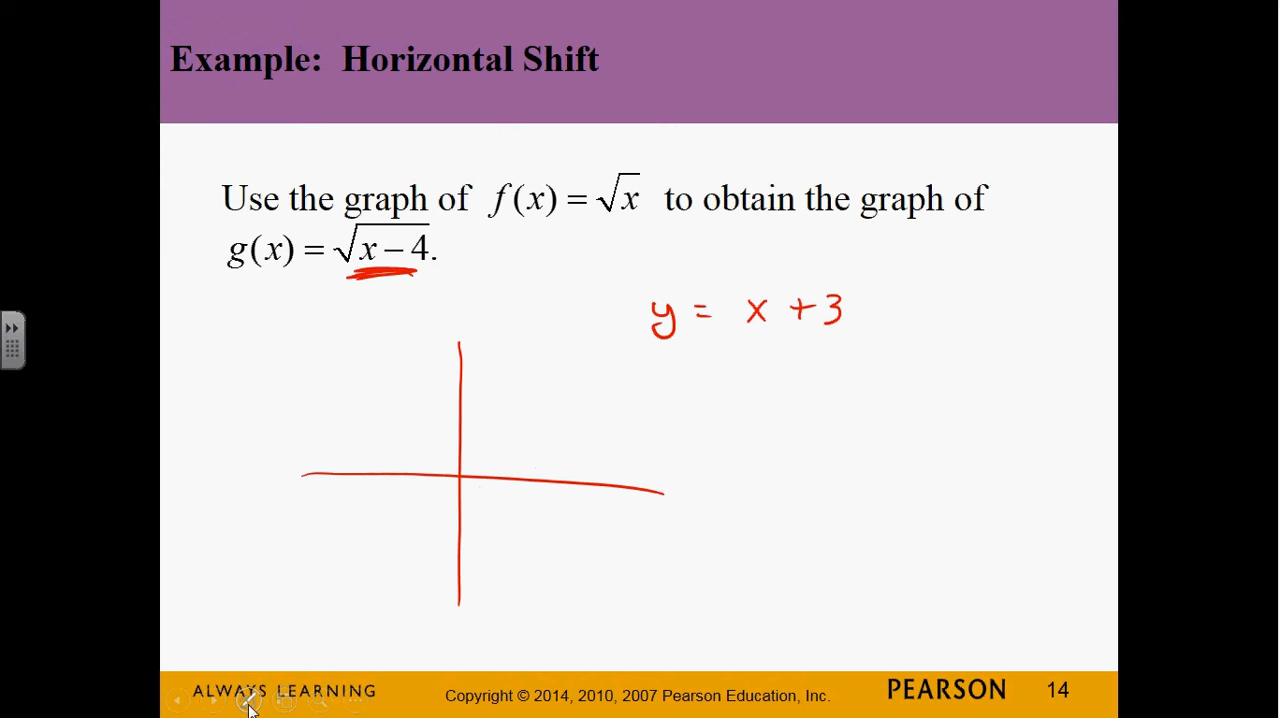 Example: Horizontal Shift
Use the graph of f(x) = √x to obtain the graph of
g(x) = √(x − 4).
y = x + 3
ALWAYS LEARNING
Copyright © 2014, 2010, 2007 Pearson Education, Inc.
PEARSON
14